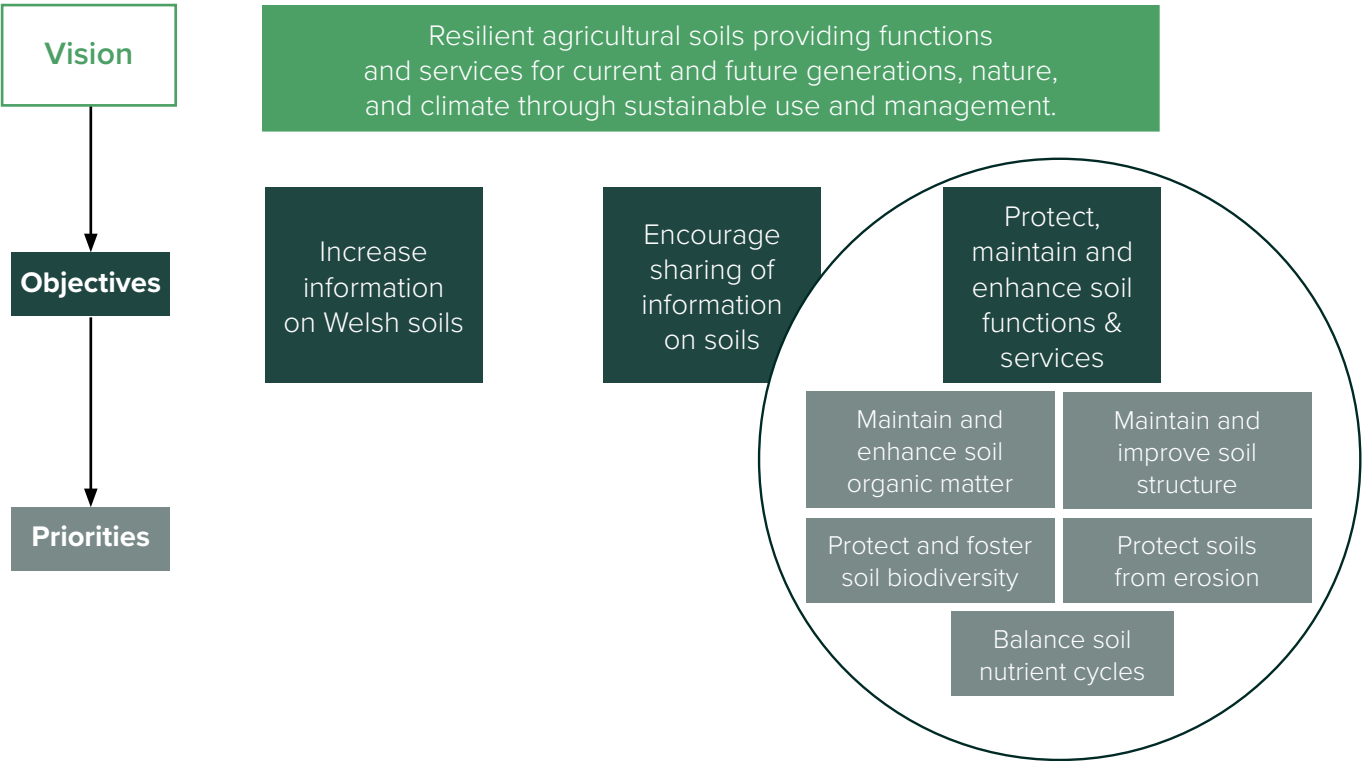 Vision
Resilient agricultural soils providing functions
and services for current and future generations, nature,
and climate through sustainable use and management.
Objectives
Increase
information
on Welsh soils
Encourage
sharing of
information
on soils
Protect,
maintain and
enhance soil
functions &
services
Priorities
Maintain and
enhance soil
organic matter
Maintain and
improve soil
structure
Protect and foster
soil biodiversity
Protect soils
from erosion
Balance soil
nutrient cycles